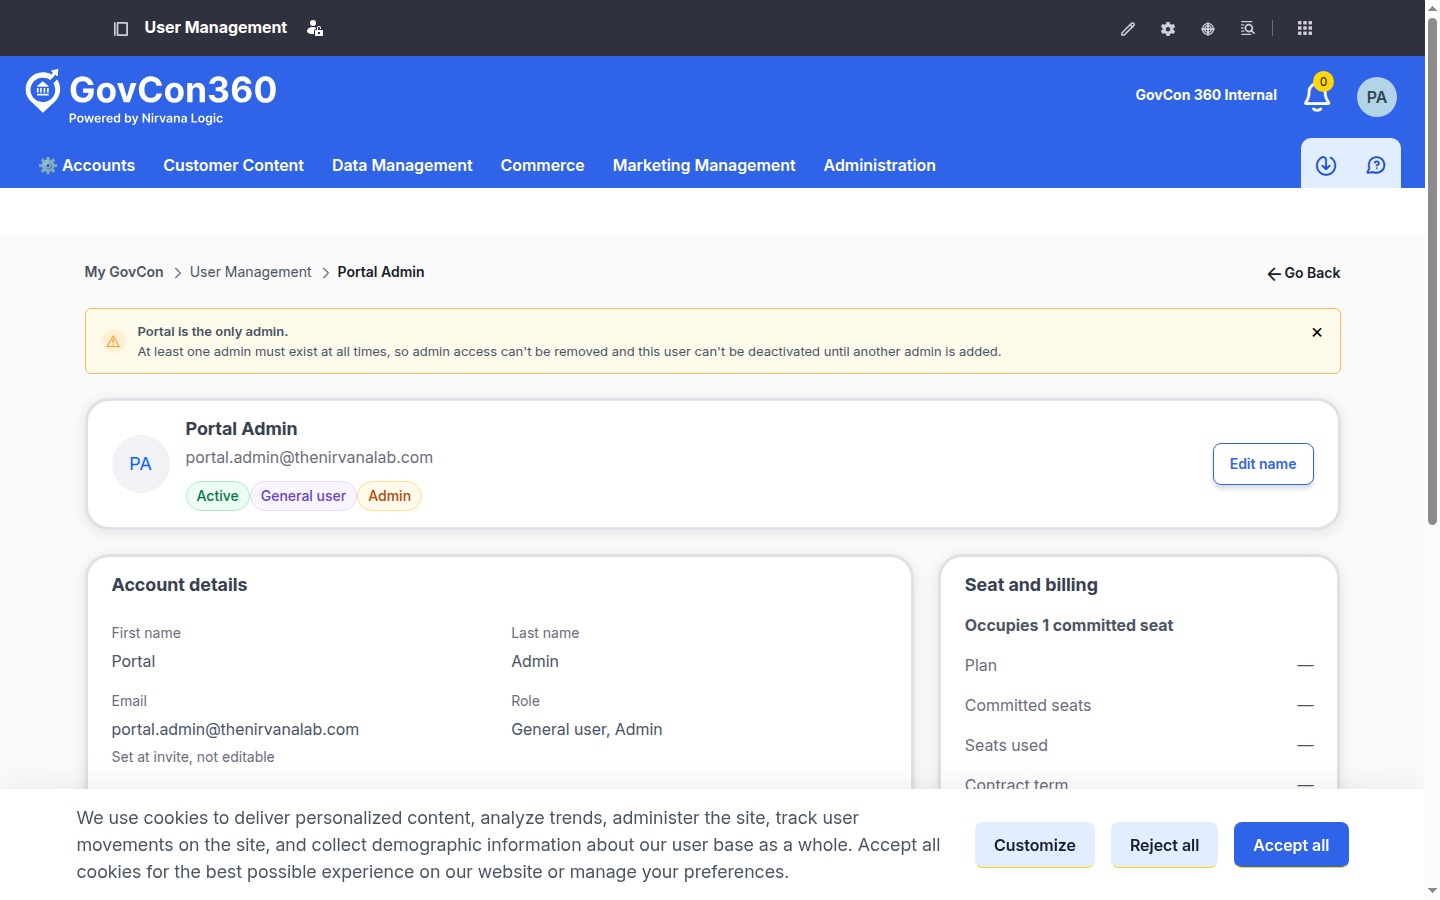 User Management
GovCon360
Powered by Nirvana Logic
GovCon 360 Internal
0
PA
Accounts
Customer Content
Data Management
Commerce
Marketing Management
Administration
My GovCon
User Management
Portal Admin
Go Back
Portal is the only admin.
At least one admin must exist at all times, so admin access can't be removed and this user can't be deactivated until another admin is added.
PA
Portal Admin
portal.admin@thenirvanalab.com
Active
General user
Admin
Edit name
Account details
First name
Portal
Last name
Admin
Email
portal.admin@thenirvanalab.com
Set at invite, not editable
Role
General user, Admin
Seat and billing
Occupies 1 committed seat
Plan —
Committed seats —
Seats used —
Contract term —
We use cookies to deliver personalized content, analyze trends, administer the site, track user
movements on the site, and collect demographic information about our user base as a whole. Accept all
cookies for the best possible experience on our website or manage your preferences.
Customize
Reject all
Accept all